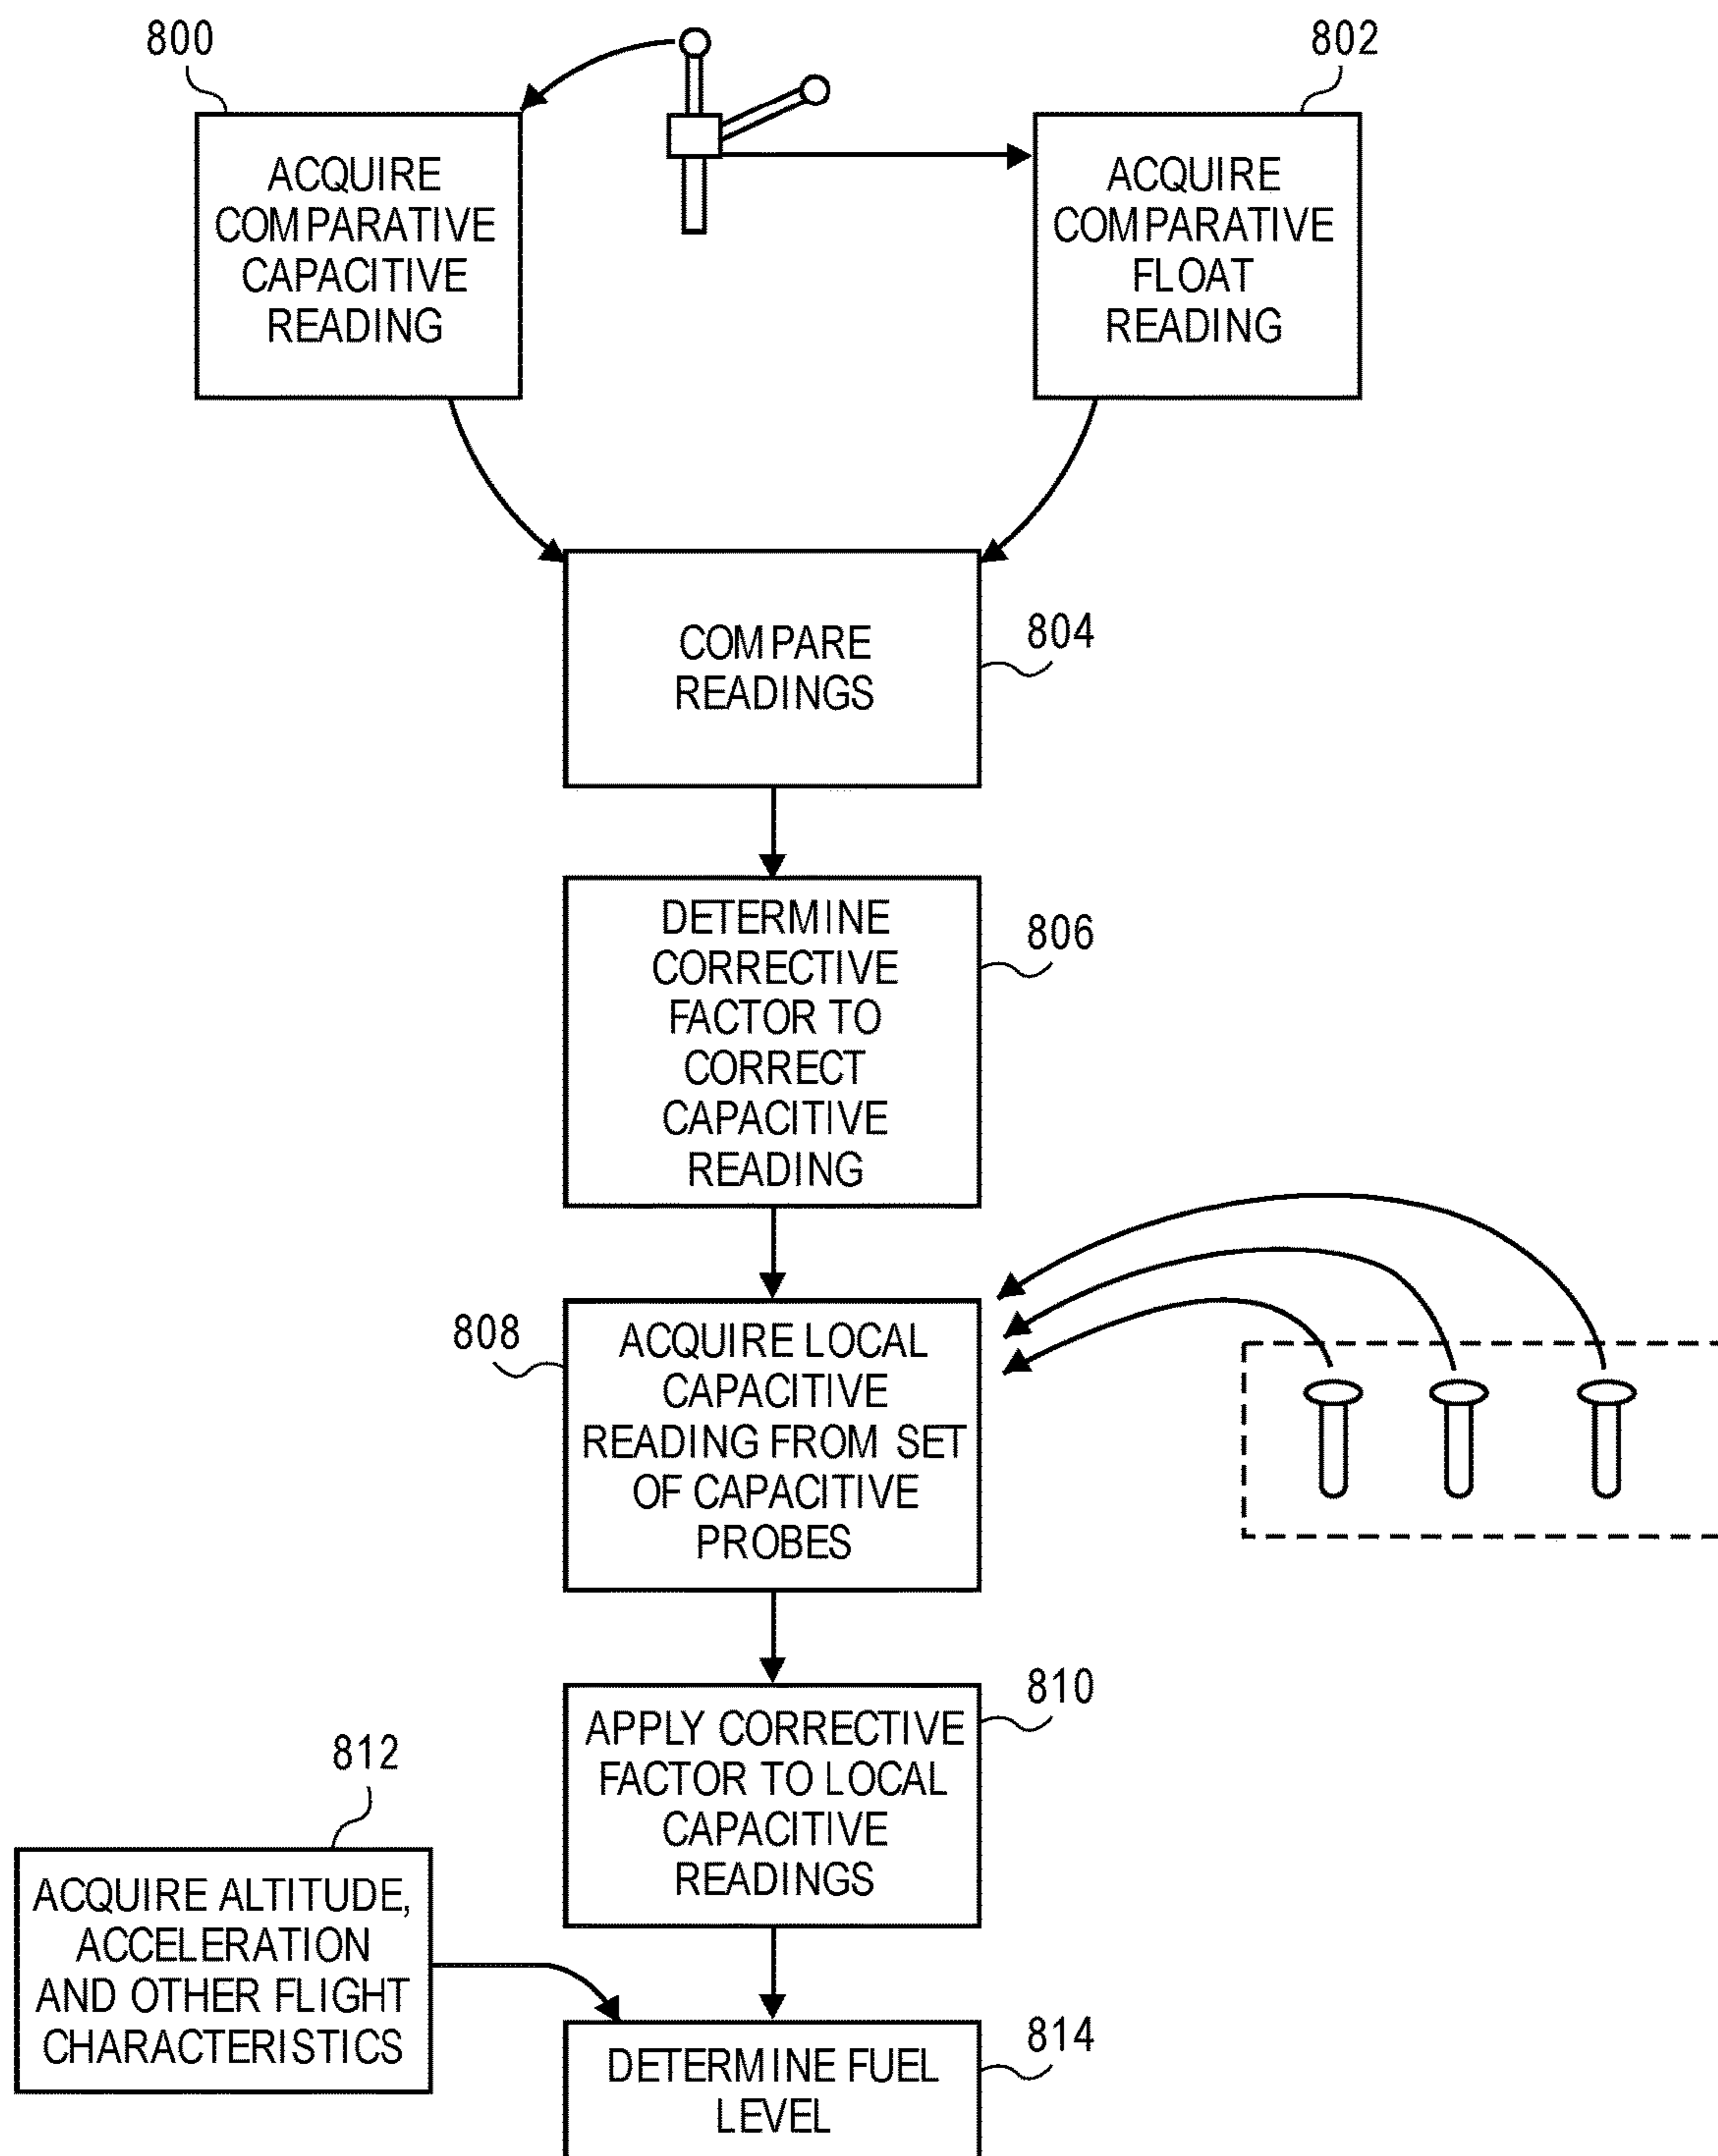 800
802
ACQUIRE
COMPARATIVE
CAPACITIVE
READING
ACQUIRE
COMPARATIVE
FLOAT
READING
COMPARE
READINGS
804
DETERMINE
CORRECTIVE
FACTOR TO
CORRECT
CAPACITIVE
READING
806
808
ACQUIRE LOCAL
CAPACITIVE
READING FROM SET
OF CAPACITIVE
PROBES
810
APPLY CORRECTIVE
FACTOR TO LOCAL
CAPACITIVE
READINGS
812
ACQUIRE ALTITUDE,
ACCELERATION
AND OTHER FLIGHT
CHARACTERISTICS
814
DETERMINE FUEL
LEVEL